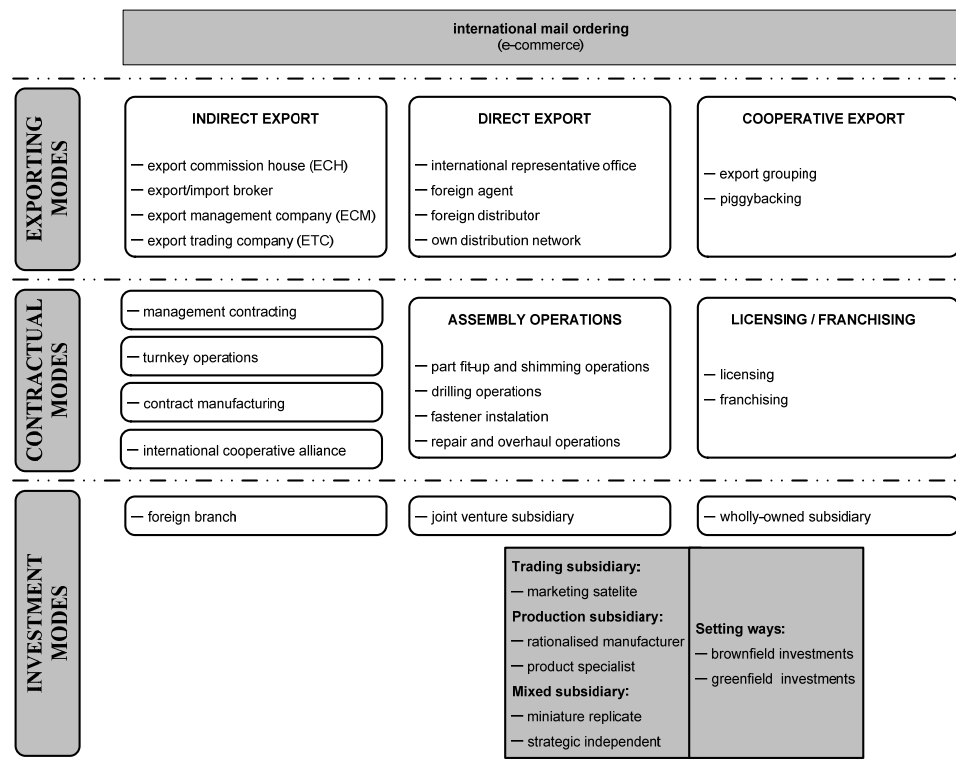 international mail ordering
(e-commerce)
EXPORTING
MODES
INDIRECT EXPORT
— export commission house (ECH)
— export/import broker
— export management company (ECM)
— export trading company (ETC)
DIRECT EXPORT
— international representative office
— foreign agent
— foreign distributor
— own distribution network
COOPERATIVE EXPORT
— export grouping
— piggybacking
CONTRACTUAL
MODES
— management contracting
— turnkey operations
— contract manufacturing
— international cooperative alliance
ASSEMBLY OPERATIONS
— part fit-up and shimming operations
— drilling operations
— fastener instalation
— repair and overhaul operations
LICENSING / FRANCHISING
— licensing
— franchising
INVESTMENT
MODES
— foreign branch
— joint venture subsidiary
— wholly-owned subsidiary
Trading subsidiary:
— marketing satelite
Production subsidiary:
— rationalised manufacturer
— product specialist
Mixed subsidiary:
— miniature replicate
— strategic independent
Setting ways:
— brownfield investments
— greenfield investments